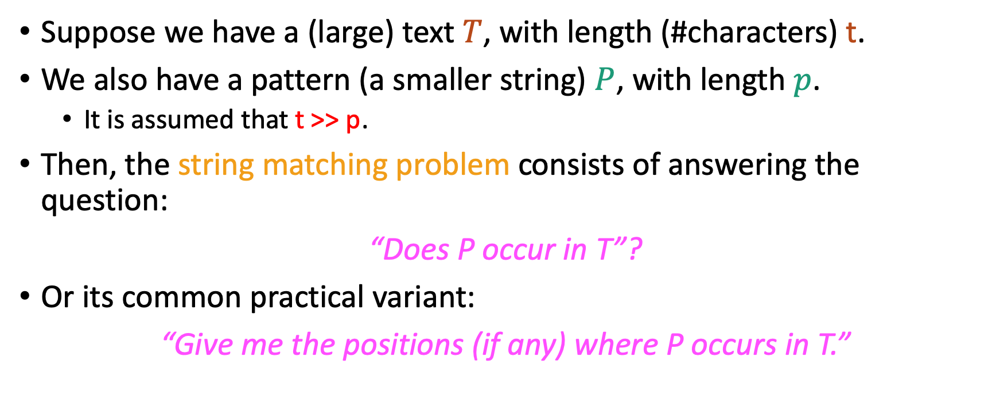 • Suppose we have a (large) text T, with length (#characters) t.
• We also have a pattern (a smaller string) P, with length p.
• It is assumed that t >> p.
• Then, the string matching problem consists of answering the
question:
“Does P occur in T”?
• Or its common practical variant:
“Give me the positions (if any) where P occurs in T.”